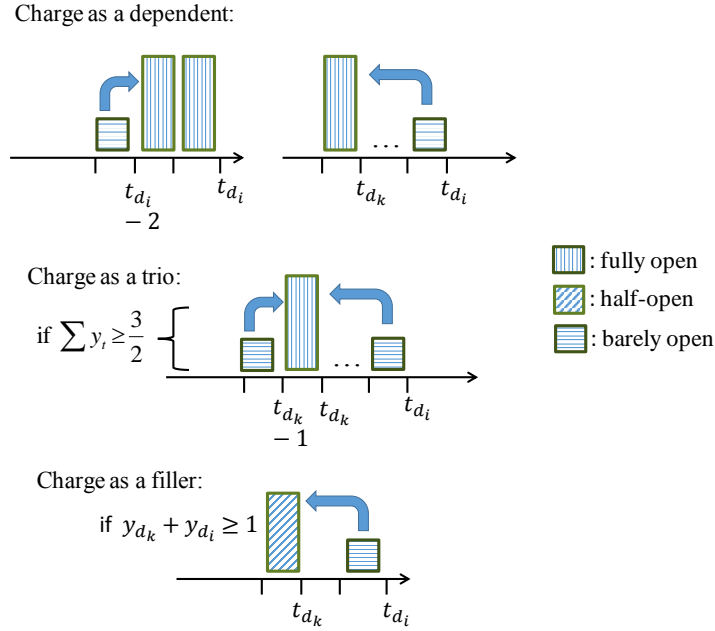 Charge as a dependent:
t_{d_i} t_{d_i} t_{d_k} t_{d_i}
− 2
...
Charge as a trio:
if ∑ y_t ≥ 3/2
...
t_{d_k} t_{d_k} t_{d_i}
− 1
: fully open
: half-open
: barely open
Charge as a filler:
if y_{d_k} + y_{d_i} ≥ 1
t_{d_k} t_{d_i}